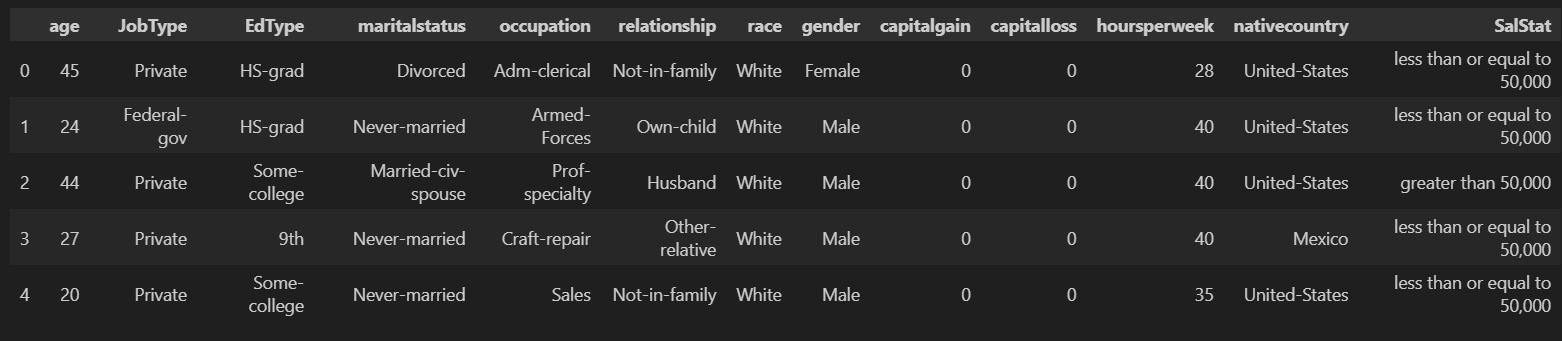 age JobType EdType maritalstatus occupation relationship race gender capitalgain capitalloss hoursperweek nativecountry SalStat
0 45 Private HS-grad Divorced Adm-clerical Not-in-family White Female 0 0 28 United-States less than or equal to
50,000
1 24 Federal-
gov HS-grad Never-married Armed-
Forces Own-child White Male 0 0 40 United-States less than or equal to
50,000
2 44 Private Some-
college Married-civ-
spouse Prof-
specialty Husband White Male 0 0 40 United-States greater than 50,000
3 27 Private 9th Never-married Craft-repair Other-
relative White Male 0 0 40 Mexico less than or equal to
50,000
4 20 Private Some-
college Never-married Sales Not-in-family White Male 0 0 35 United-States less than or equal to
50,000